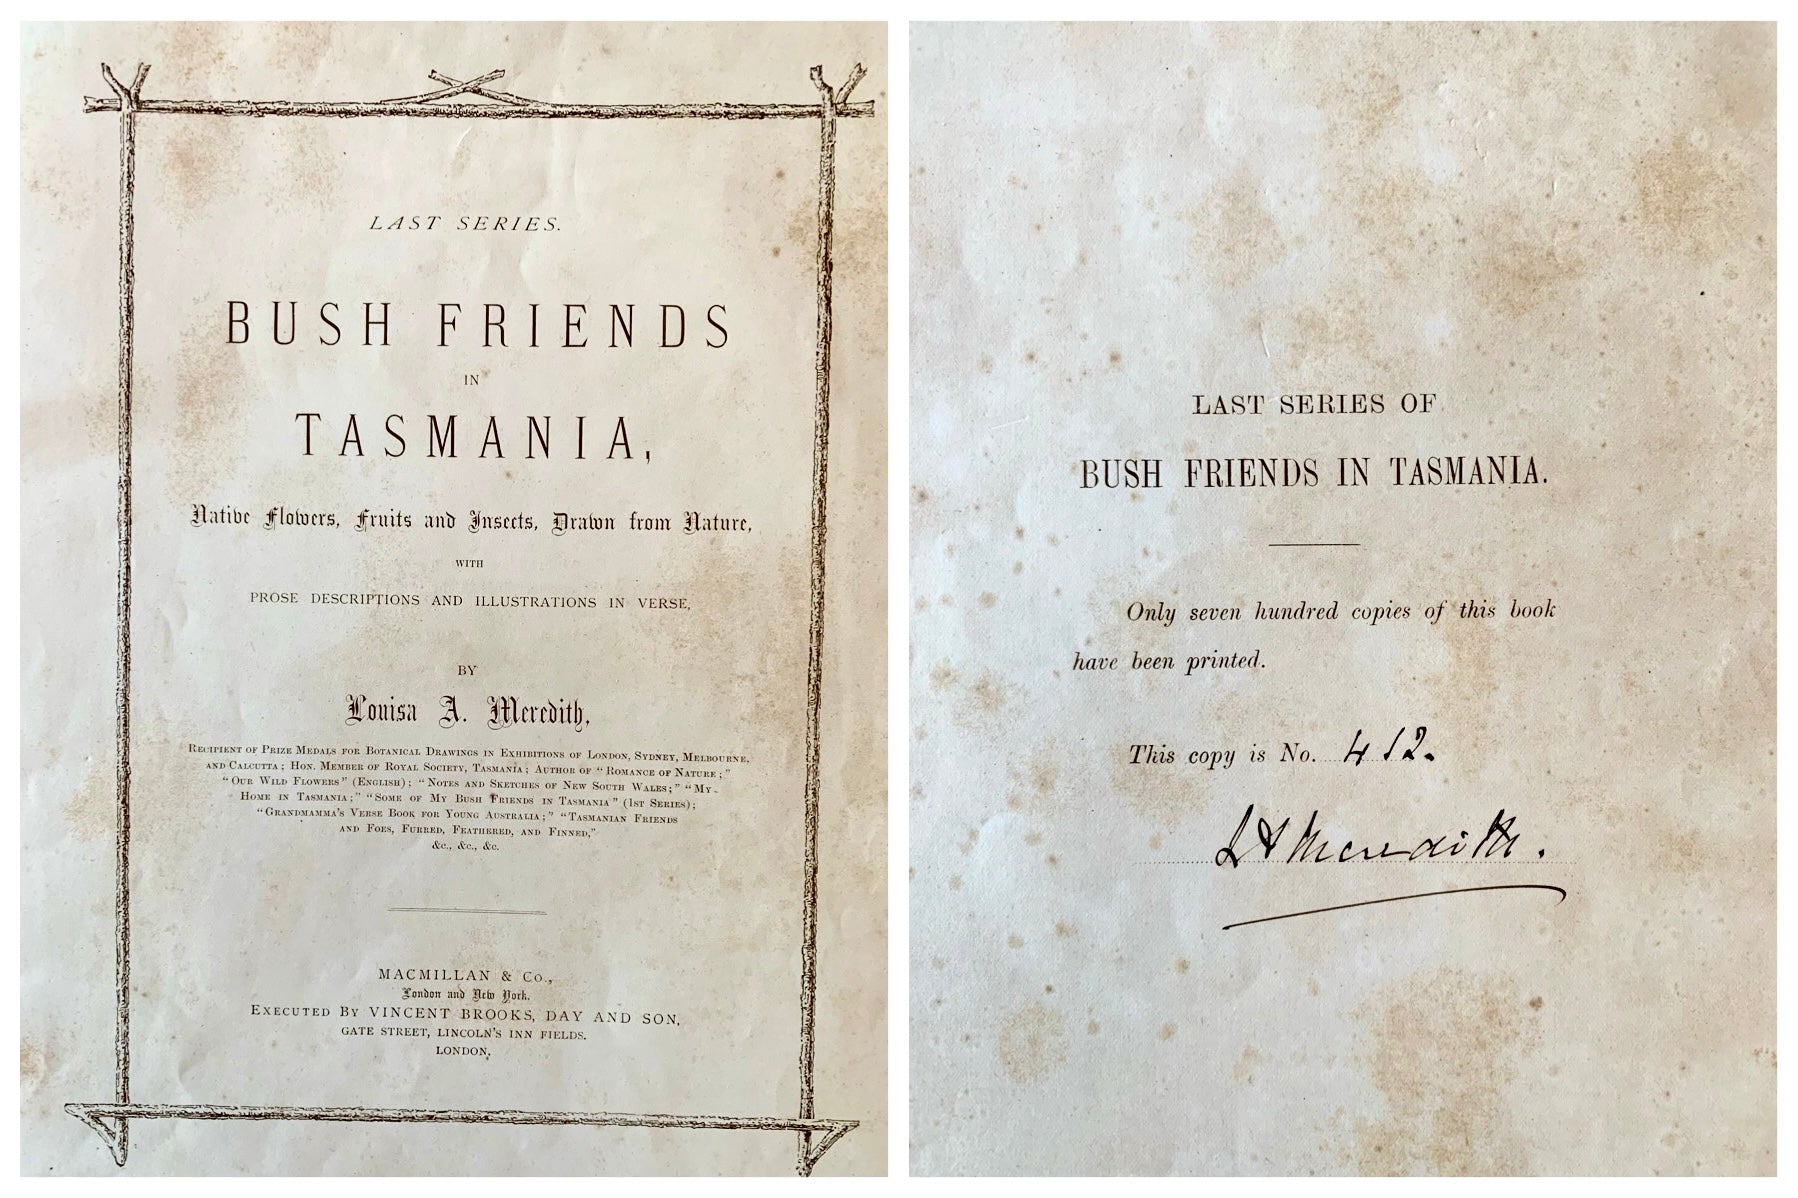 LAST SERIES.
BUSH FRIENDS
IN
TASMANIA,
Native Flowers, Fruits and Insects, Drawn from Nature,
WITH
PROSE DESCRIPTIONS AND ILLUSTRATIONS IN VERSE,
BY
Louisa A. Meredith,
Recipient of Prize Medals for Botanical Drawings in Exhibitions of London, Sydney, Melbourne,
and Calcutta; Hon. Member of Royal Society, Tasmania; Author of "Romance of Nature;"
"Our Wild Flowers" (English); "Notes and Sketches of New South Wales;" "My
Home in Tasmania;" "Some of My Bush Friends in Tasmania" (1st Series);
"Grandmamma's Verse Book for Young Australia;" "Tasmanian Friends
and Foes, Furred, Feathered, and Finned,"
&c., &c., &c.
MACMILLAN & Co.,
London and New York.
Executed By VINCENT BROOKS, DAY AND SON,
GATE STREET, LINCOLN'S INN FIELDS.
LONDON,
LAST SERIES OF
BUSH FRIENDS IN TASMANIA.
Only seven hundred copies of this book
have been printed.
This copy is No. 412.
L A Meredith.